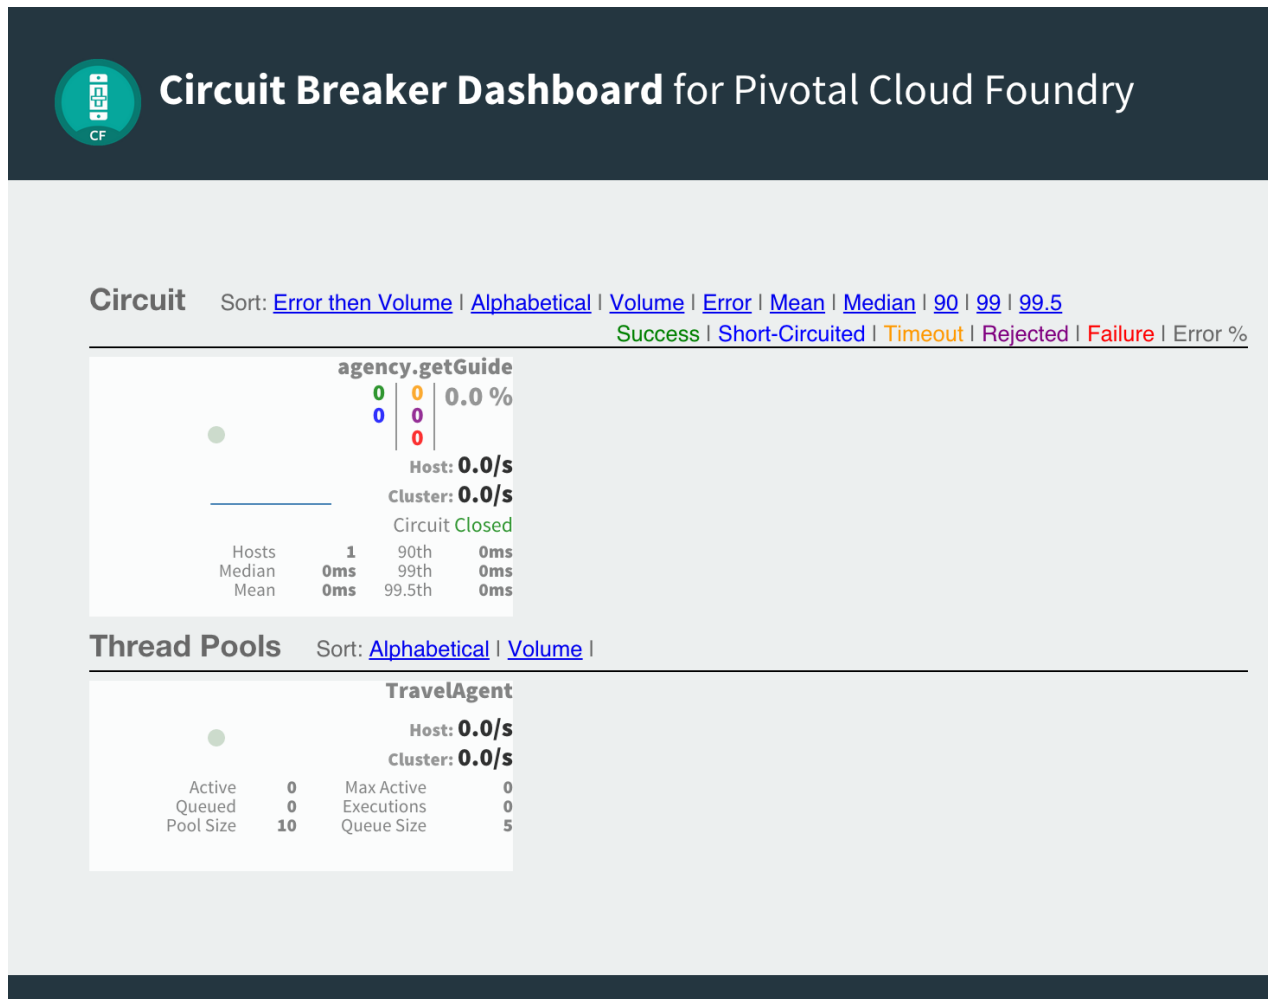 CF
Circuit Breaker Dashboard for Pivotal Cloud Foundry
Circuit Sort: Error then Volume | Alphabetical | Volume | Error | Mean | Median | 90 | 99 | 99.5
Success | Short-Circuited | Timeout | Rejected | Failure | Error %
agency.getGuide
0 0 0.0 %
0 0
0
Host: 0.0/s
Cluster: 0.0/s
Circuit Closed
Hosts 1 90th 0ms
Median 0ms 99th 0ms
Mean 0ms 99.5th 0ms
Thread Pools Sort: Alphabetical | Volume |
TravelAgent
Host: 0.0/s
Cluster: 0.0/s
Active 0 Max Active 0
Queued 0 Executions 0
Pool Size 10 Queue Size 5